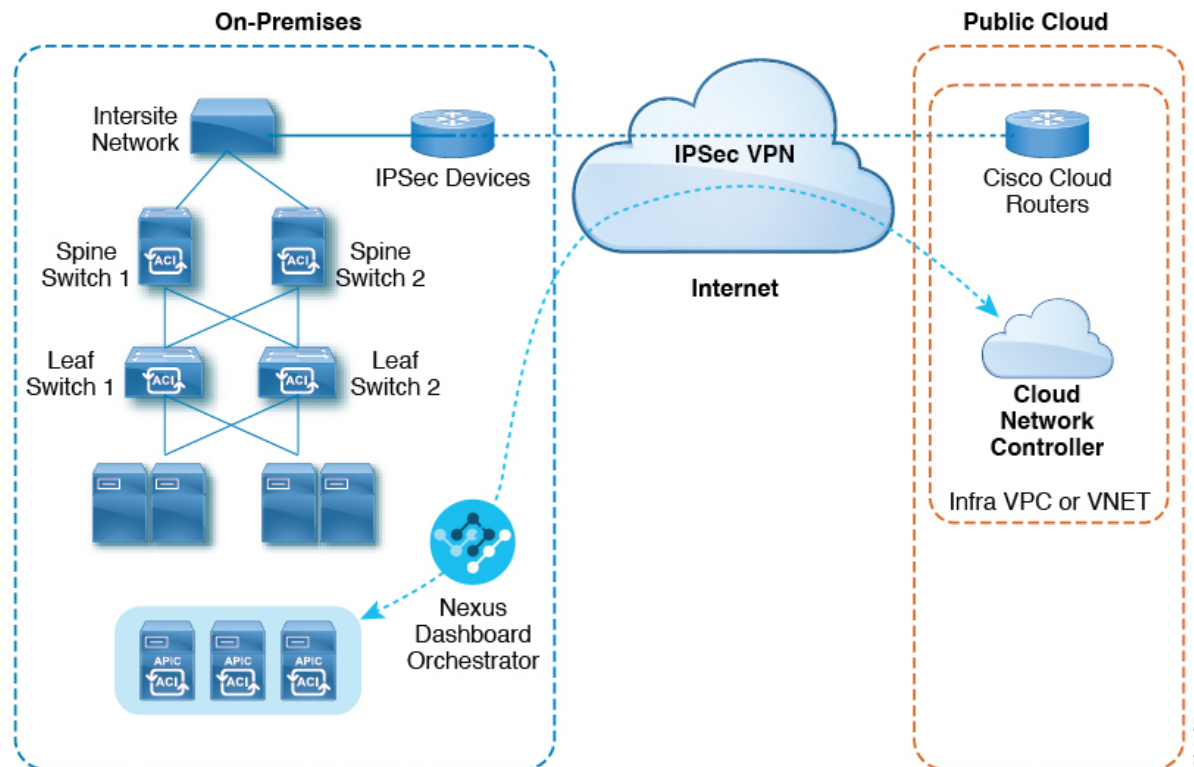 On-Premises
Public Cloud
Intersite
Network
IPSec Devices
IPSec VPN
Cisco Cloud
Routers
Spine
Switch 1
ACI
ACI
Spine
Switch 2
Internet
Leaf
Switch 1
ACI
ACI
Leaf
Switch 2
Cloud
Network
Controller
Infra VPC or VNET
Nexus
Dashboard
Orchestrator
APIC
ACI
APIC
ACI
APIC
ACI